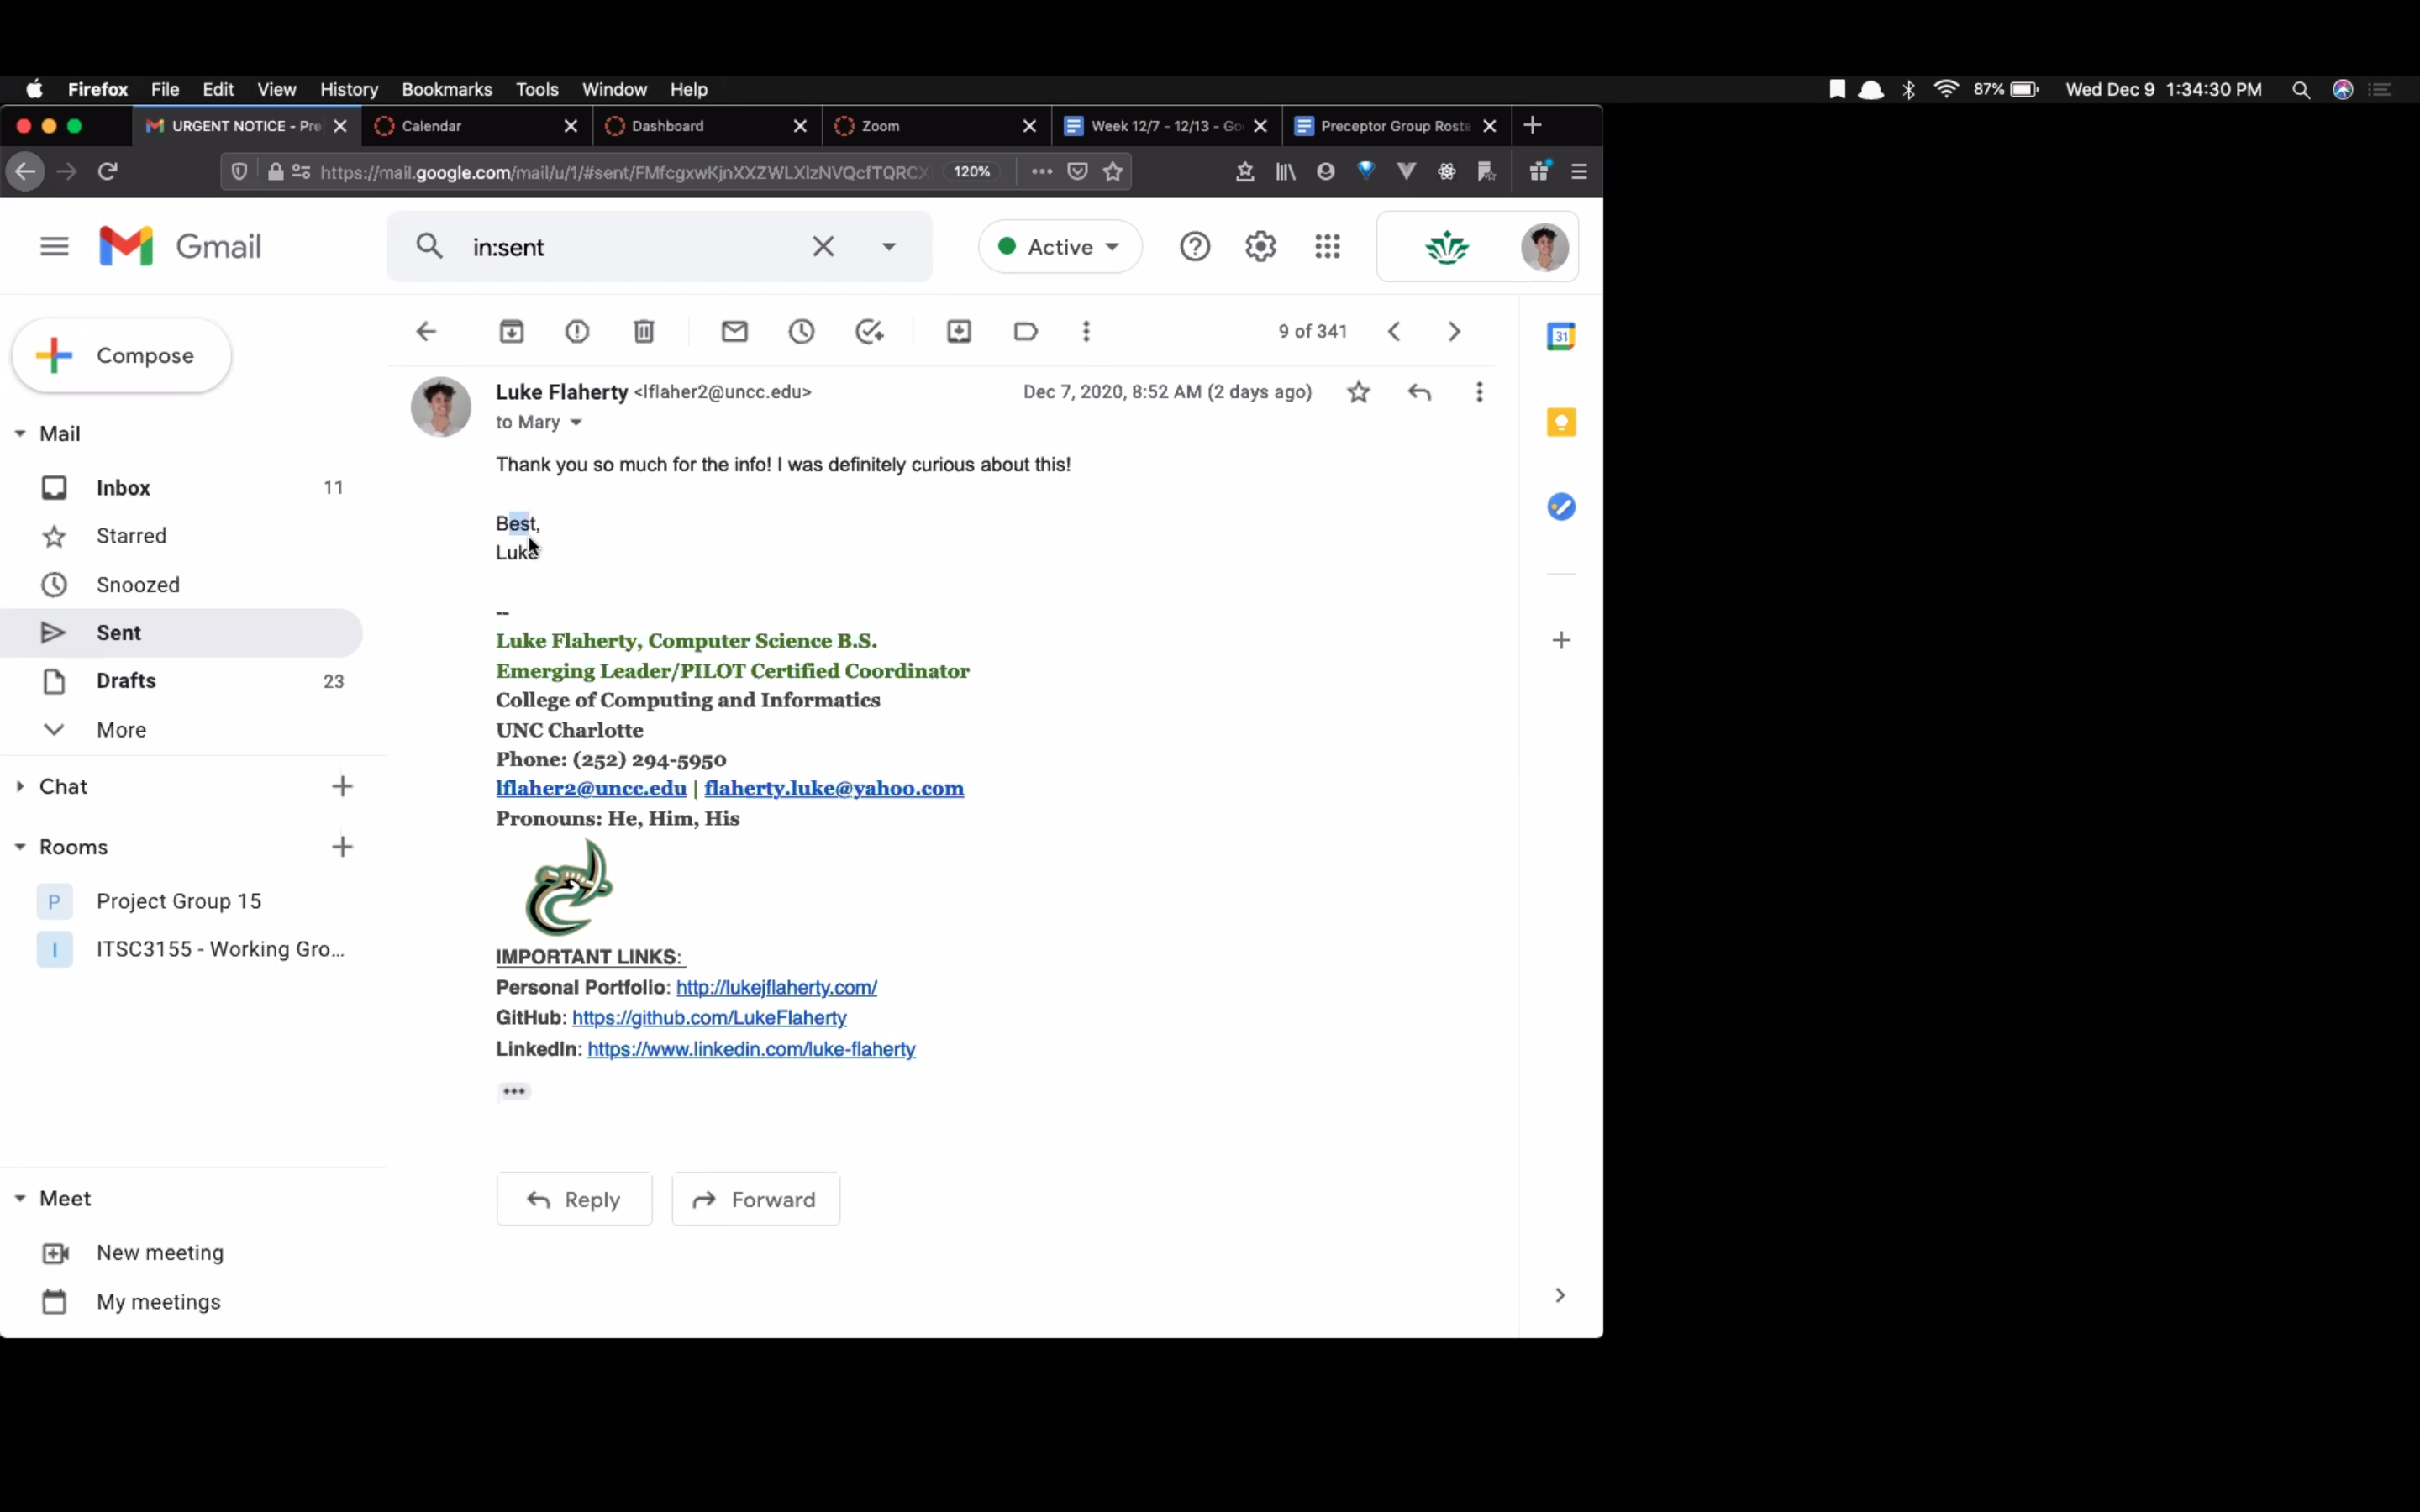 Firefox File Edit View History Bookmarks Tools Window Help 87% Wed Dec 9 1:34:30 PM
URGENT NOTICE - Pre Calendar Dashboard Zoom Week 12/7 - 12/13 - Go Preceptor Group Roste
https://mail.google.com/mail/u/1/#sent/FMfcgxwKjnXXZWLXlzNVQcfTQRCX 120%
Gmail in:sent Active
Compose
9 of 341
31
Luke Flaherty <lflaher2@uncc.edu> Dec 7, 2020, 8:52 AM (2 days ago)
to Mary
Mail
Thank you so much for the info! I was definitely curious about this!
Inbox 11
Starred
Best,
Luke
Snoozed
Sent
--
Luke Flaherty, Computer Science B.S.
Emerging Leader/PILOT Certified Coordinator
Drafts 23
College of Computing and Informatics
More
UNC Charlotte
Phone: (252) 294-5950
Chat
lflaher2@uncc.edu | flaherty.luke@yahoo.com
Pronouns: He, Him, His
Rooms
P Project Group 15
I ITSC3155 - Working Gro...
IMPORTANT LINKS:
Personal Portfolio: http://lukejflaherty.com/
GitHub: https://github.com/LukeFlaherty
LinkedIn: https://www.linkedin.com/luke-flaherty
Reply Forward
Meet
New meeting
My meetings